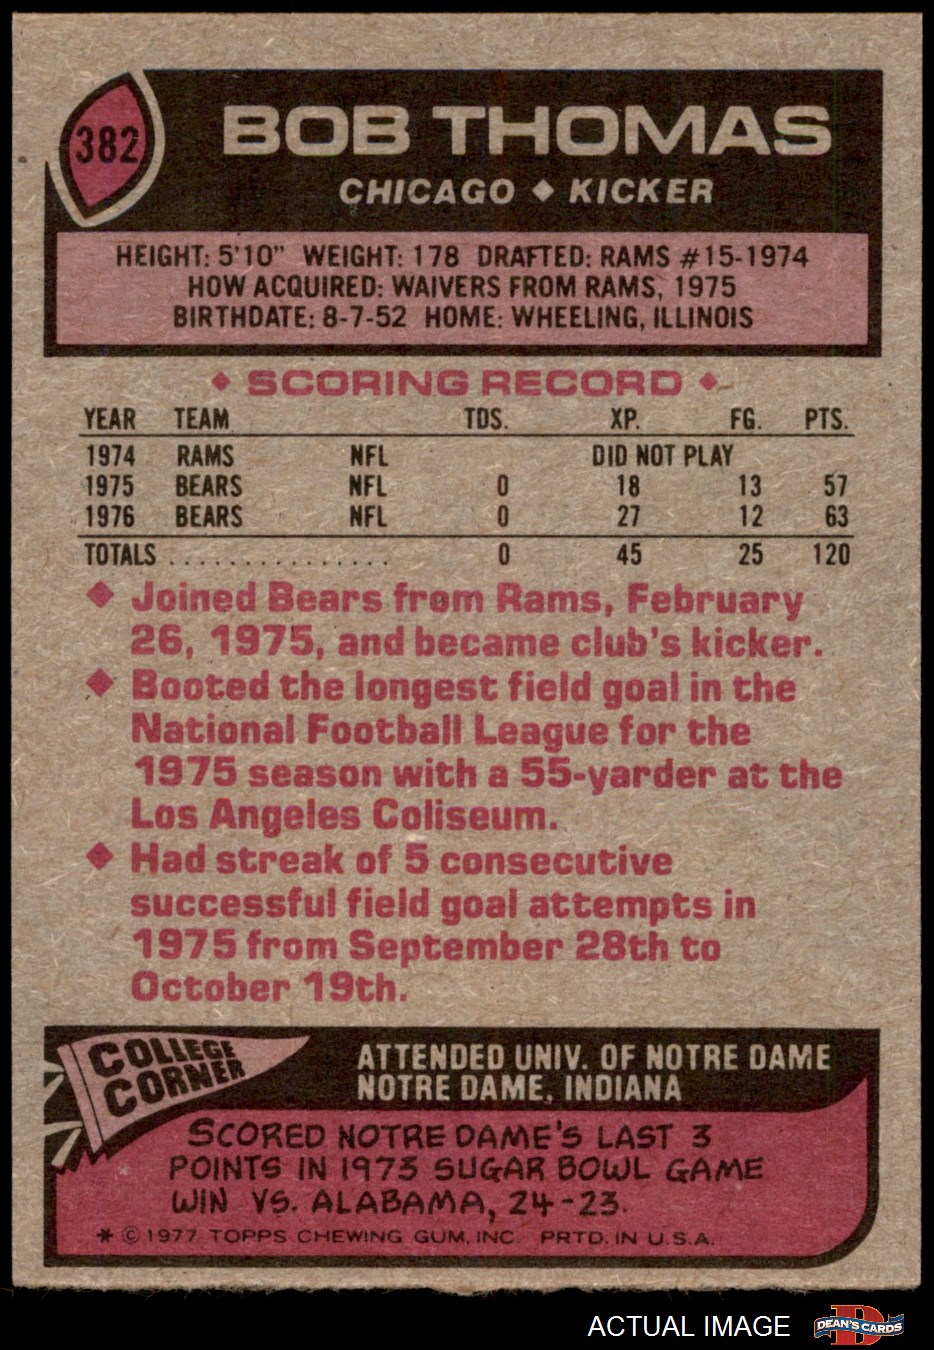 382
BOB THOMAS
CHICAGO ◆ KICKER
HEIGHT: 5'10" WEIGHT: 178 DRAFTED: RAMS #15-1974
HOW ACQUIRED: WAIVERS FROM RAMS, 1975
BIRTHDATE: 8-7-52 HOME: WHEELING, ILLINOIS
◆ SCORING RECORD ◆
YEAR TEAM TDS. XP. FG. PTS.
1974 RAMS NFL DID NOT PLAY
1975 BEARS NFL 0 18 13 57
1976 BEARS NFL 0 27 12 63
TOTALS ................ 0 45 25 120
◆ Joined Bears from Rams, February
26, 1975, and became club's kicker.
◆ Booted the longest field goal in the
National Football League for the
1975 season with a 55-yarder at the
Los Angeles Coliseum.
◆ Had streak of 5 consecutive
successful field goal attempts in
1975 from September 28th to
October 19th.
COLLEGE
CORNER
ATTENDED UNIV. OF NOTRE DAME
NOTRE DAME, INDIANA
SCORED NOTRE DAME'S LAST 3
POINTS IN 1973 SUGAR BOWL GAME
WIN VS. ALABAMA, 24-23.
* © 1977 TOPPS CHEWING GUM, INC. PRTD. IN U.S.A.
ACTUAL IMAGE
D
DEAN'S CARDS